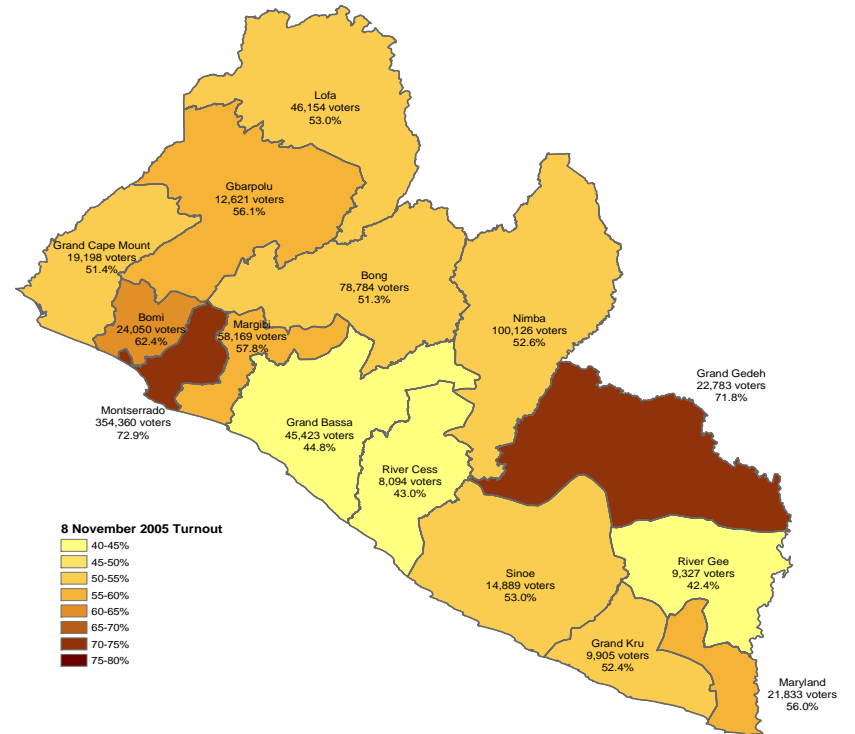 Lofa
46,154 voters
53.0%
Gbarpolu
12,621 voters
56.1%
Grand Cape Mount
19,198 voters
51.4%
Bong
78,784 voters
51.3%
Bomi
24,050 voters
62.4%
Margibi
58,169 voters
57.8%
Nimba
100,126 voters
52.6%
Grand Gedeh
22,783 voters
71.8%
Montserrado
354,360 voters
72.9%
Grand Bassa
45,423 voters
44.8%
River Cess
8,094 voters
43.0%
8 November 2005 Turnout
40-45%
45-50%
50-55%
55-60%
60-65%
65-70%
70-75%
75-80%
Sinoe
14,889 voters
53.0%
River Gee
9,327 voters
42.4%
Grand Kru
9,905 voters
52.4%
Maryland
21,833 voters
56.0%